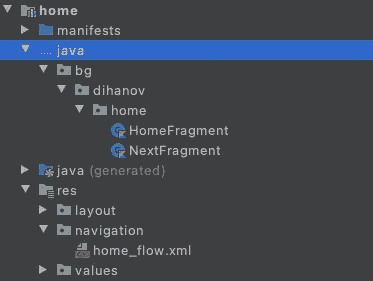 home
manifests
java
bg
dihanov
home
HomeFragment
NextFragment
java (generated)
res
layout
navigation
home_flow.xml
values